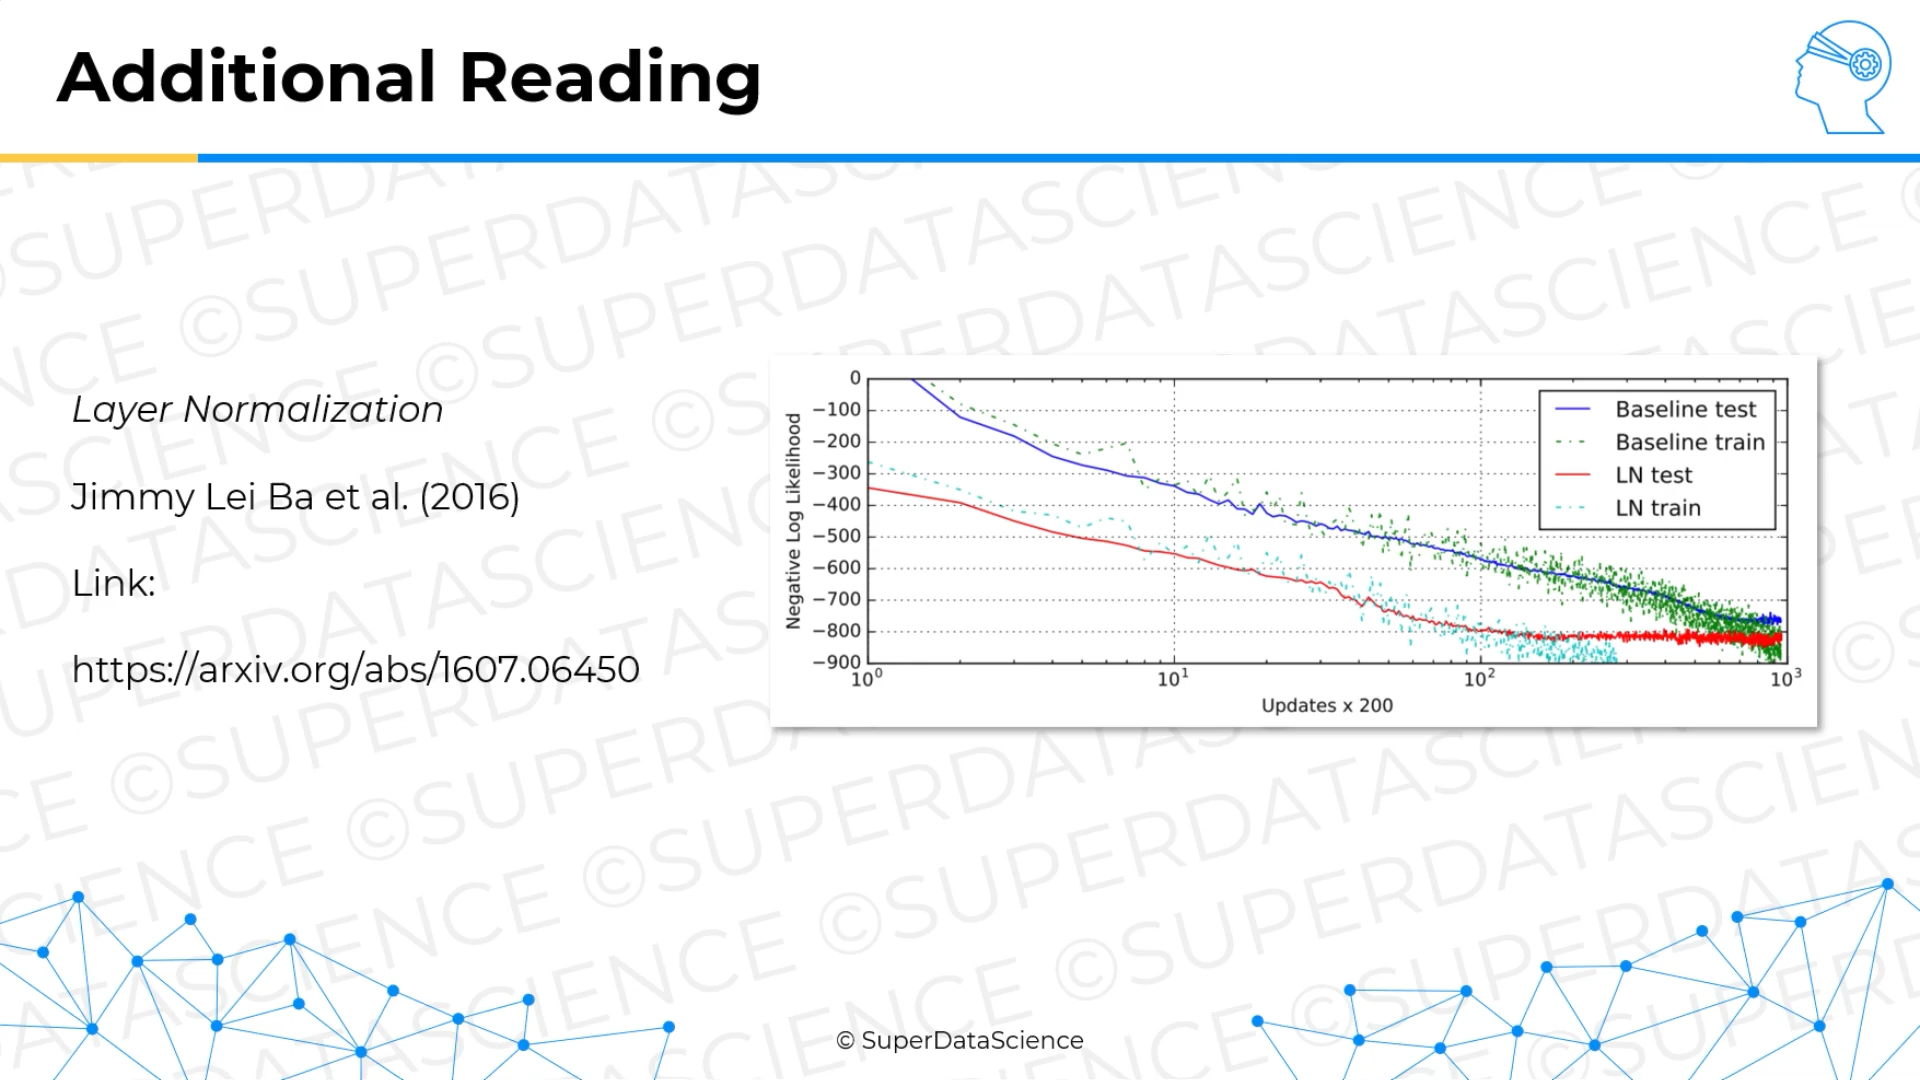 Additional Reading
Layer Normalization
Jimmy Lei Ba et al. (2016)
Link:
https://arxiv.org/abs/1607.06450
Negative Log Likelihood
0
−100
−200
−300
−400
−500
−600
−700
−800
−900
10⁰
10¹
10²
10³
Updates x 200
Baseline test
Baseline train
LN test
LN train
© SuperDataScience
©SUPERDATASCIENCE